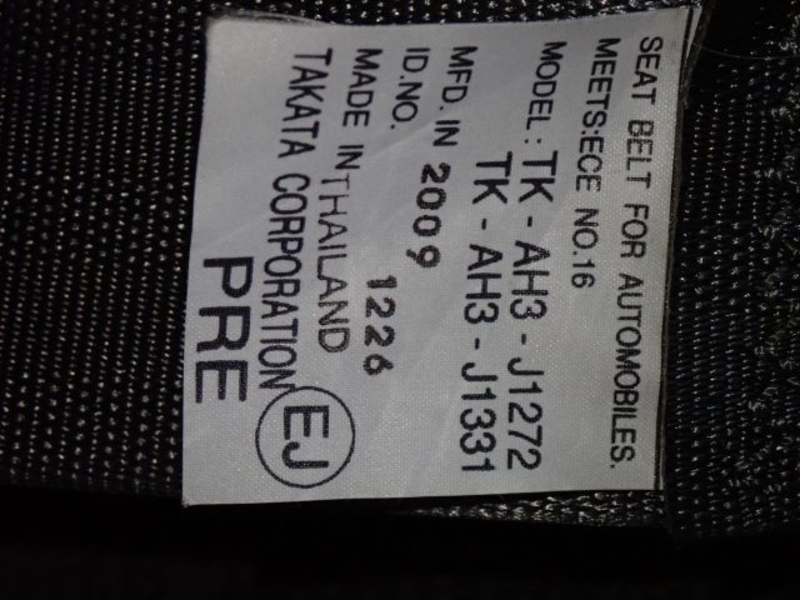 SEAT BELT FOR AUTOMOBILES.
MEETS:ECE NO.16
MODEL : TK - AH3 - J1272
TK - AH3 - J1331
MFD. IN 2009
ID.NO. 1226
MADE IN THAILAND
TAKATA CORPORATION EJ
PRE